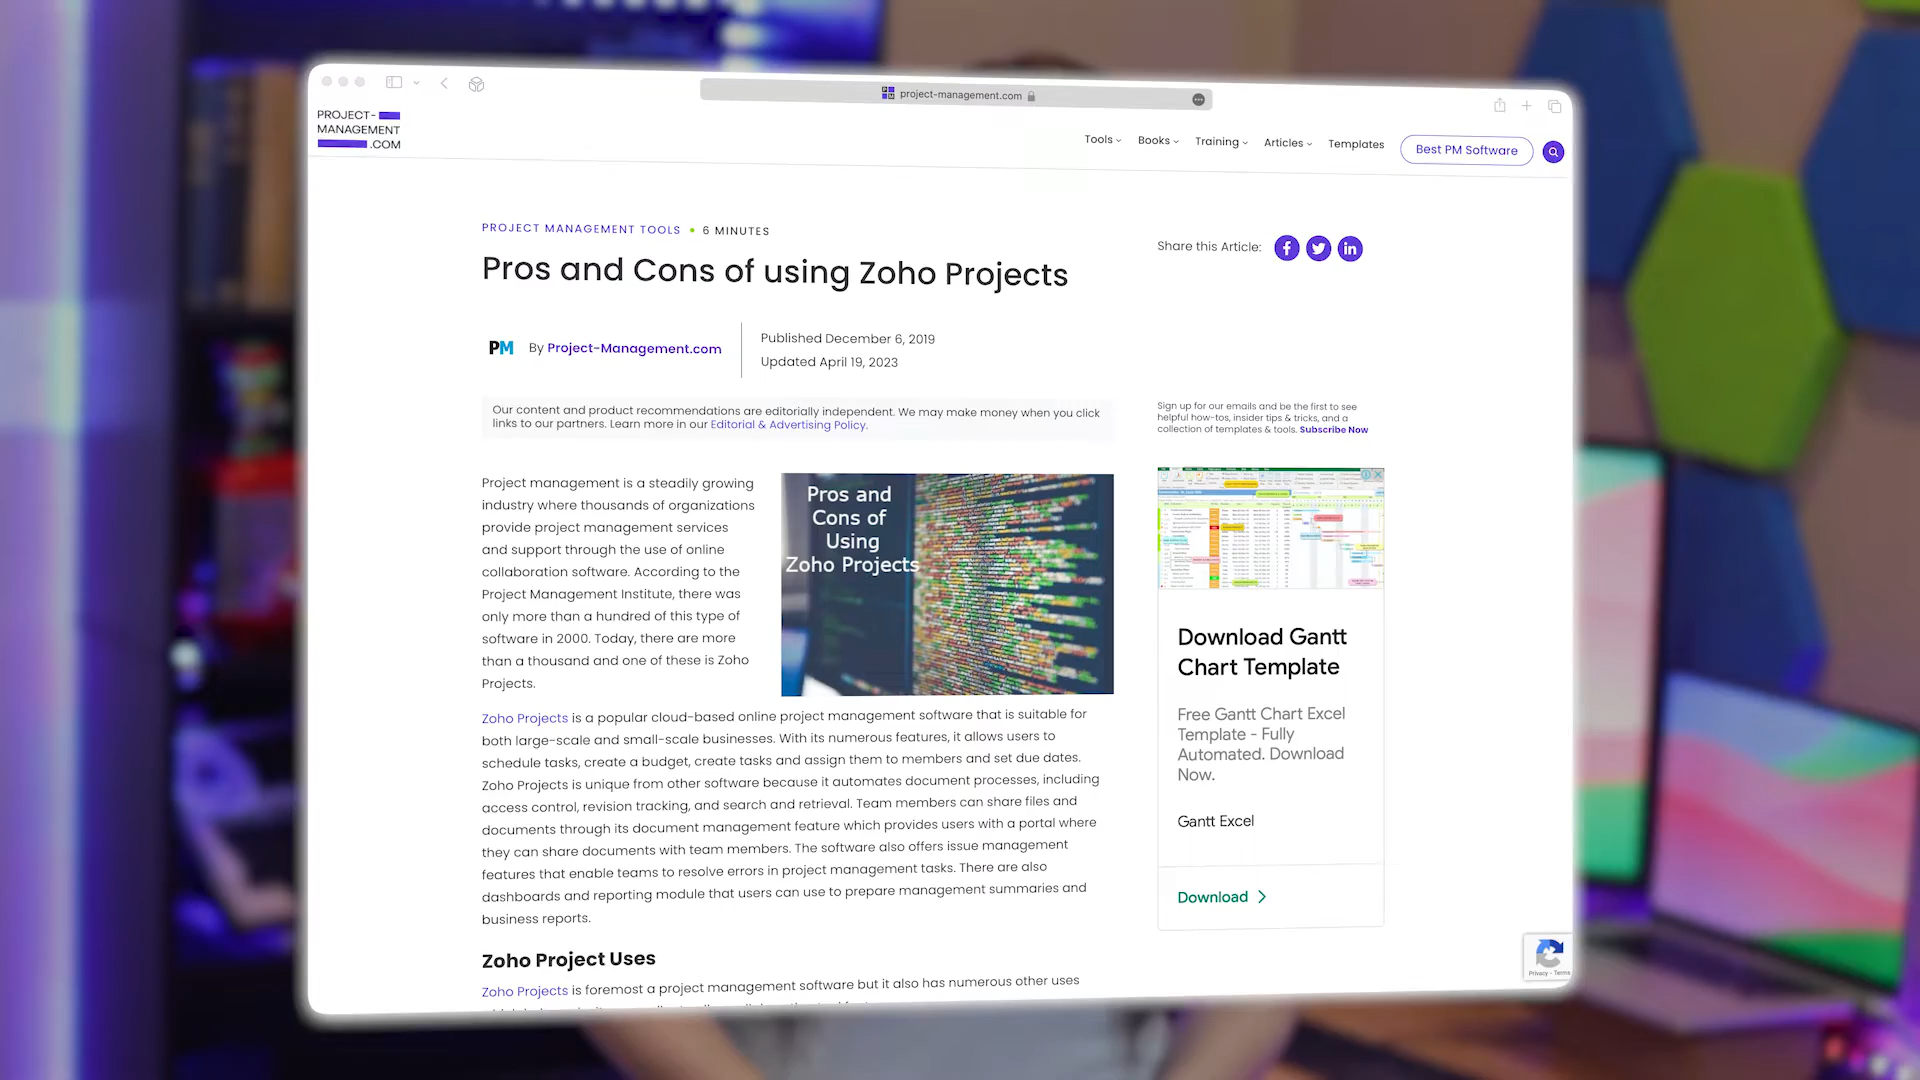 project-management.com
PROJECT-
MANAGEMENT
.COM
Tools
Books
Training
Articles
Templates
Best PM Software
PROJECT MANAGEMENT TOOLS • 6 MINUTES
Share this Article:
Pros and Cons of using Zoho Projects
PM
By Project-Management.com
Published December 6, 2019
Updated April 19, 2023
Our content and product recommendations are editorially independent. We may make money when you click
links to our partners. Learn more in our Editorial & Advertising Policy.
Sign up for our emails and be the first to see
helpful how-tos, insider tips & tricks, and a
collection of templates & tools. Subscribe Now
Project management is a steadily growing
industry where thousands of organizations
provide project management services
and support through the use of online
collaboration software. According to the
Project Management Institute, there was
only more than a hundred of this type of
software in 2000. Today, there are more
than a thousand and one of these is Zoho
Projects.
Pros and
Cons of
Using
Zoho Projects
Zoho Projects is a popular cloud-based online project management software that is suitable for
both large-scale and small-scale businesses. With its numerous features, it allows users to
schedule tasks, create a budget, create tasks and assign them to members and set due dates.
Zoho Projects is unique from other software because it automates document processes, including
access control, revision tracking, and search and retrieval. Team members can share files and
documents through its document management feature which provides users with a portal where
they can share documents with team members. The software also offers issue management
features that enable teams to resolve errors in project management tasks. There are also
dashboards and reporting module that users can use to prepare management summaries and
business reports.
Download Gantt
Chart Template
Free Gantt Chart Excel
Template - Fully
Automated. Download
Now.
Gantt Excel
Download
Zoho Project Uses
Zoho Projects is foremost a project management software but it also has numerous other uses
Privacy - Terms